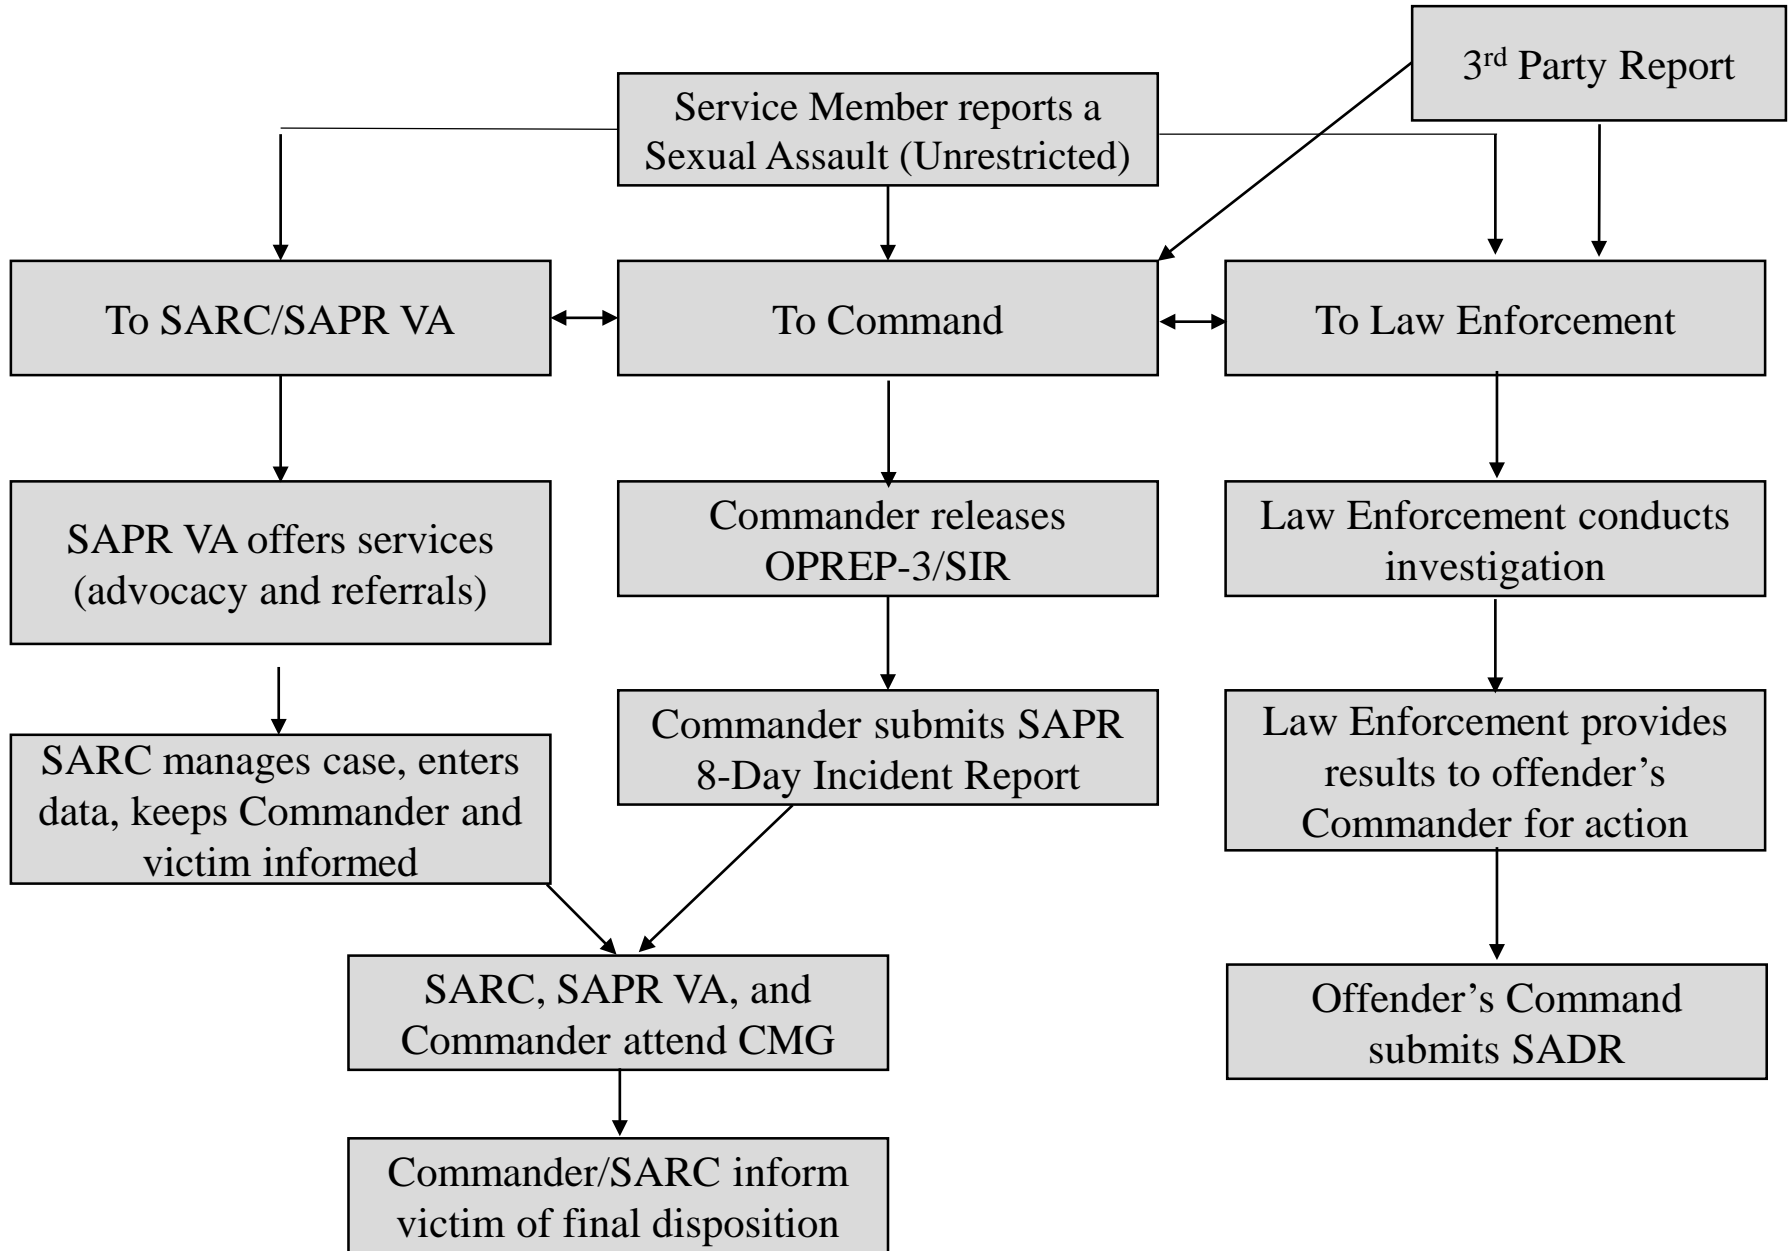 3rd Party Report
Service Member reports a
Sexual Assault (Unrestricted)
To SARC/SAPR VA
To Command
To Law Enforcement
SAPR VA offers services
(advocacy and referrals)
Commander releases
OPREP-3/SIR
Law Enforcement conducts
investigation
SARC manages case, enters
data, keeps Commander and
victim informed
Commander submits SAPR
8-Day Incident Report
Law Enforcement provides
results to offender’s
Commander for action
SARC, SAPR VA, and
Commander attend CMG
Offender’s Command
submits SADR
Commander/SARC inform
victim of final disposition